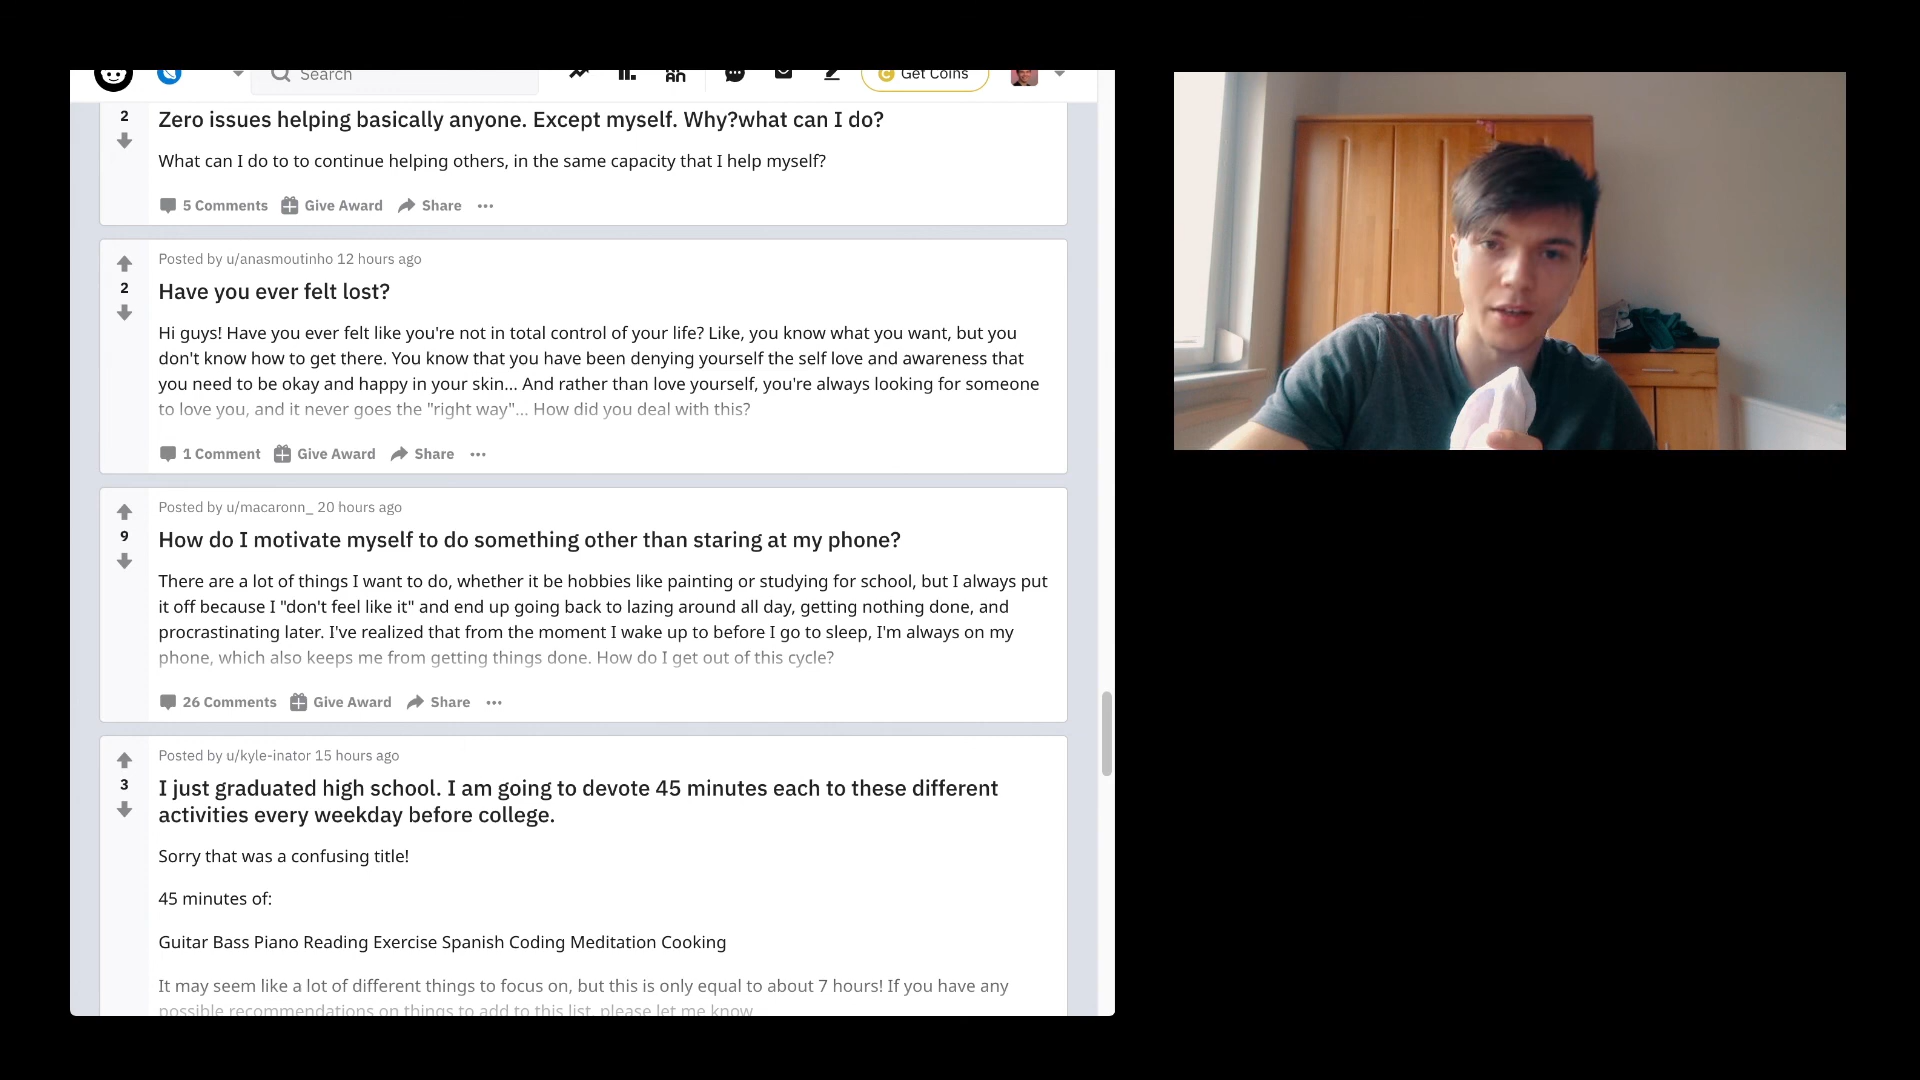 Search
Get Coins
2
Zero issues helping basically anyone. Except myself. Why?what can I do?
What can I do to to continue helping others, in the same capacity that I help myself?
5 Comments Give Award Share
Posted by u/anasmoutinho 12 hours ago
2
Have you ever felt lost?
Hi guys! Have you ever felt like you're not in total control of your life? Like, you know what you want, but you
don't know how to get there. You know that you have been denying yourself the self love and awareness that
you need to be okay and happy in your skin... And rather than love yourself, you're always looking for someone
to love you, and it never goes the "right way"... How did you deal with this?
1 Comment Give Award Share
Posted by u/macaronn_ 20 hours ago
9
How do I motivate myself to do something other than staring at my phone?
There are a lot of things I want to do, whether it be hobbies like painting or studying for school, but I always put
it off because I "don't feel like it" and end up going back to lazing around all day, getting nothing done, and
procrastinating later. I've realized that from the moment I wake up to before I go to sleep, I'm always on my
phone, which also keeps me from getting things done. How do I get out of this cycle?
26 Comments Give Award Share
Posted by u/kyle-inator 15 hours ago
3
I just graduated high school. I am going to devote 45 minutes each to these different
activities every weekday before college.
Sorry that was a confusing title!
45 minutes of:
Guitar Bass Piano Reading Exercise Spanish Coding Meditation Cooking
It may seem like a lot of different things to focus on, but this is only equal to about 7 hours! If you have any
possible recommendations on things to add to this list, please let me know